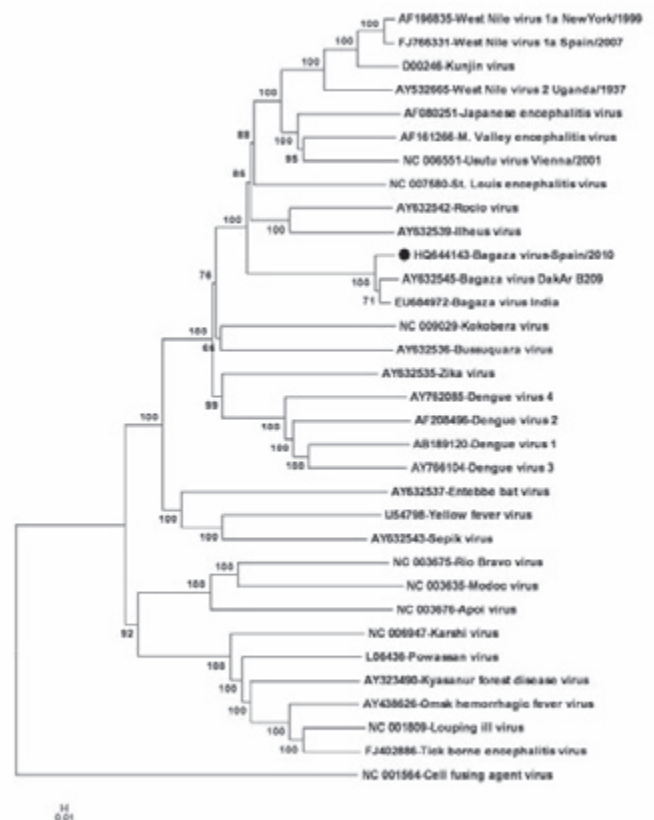 100 AF196835-West Nile virus 1a NewYork/1999
100 FJ766331-West Nile virus 1a Spain/2007
100 D00246-Kunjin virus
100 AY532665-West Nile virus 2 Uganda/1937
AF080251-Japanese encephalitis virus
88 100 AF161266-M. Valley encephalitis virus
95 NC 006551-Usutu virus Vienna/2001
86 NC 007580-St. Louis encephalitis virus
100 AY632542-Rocio virus
100 AY632539-Ilheus virus
HQ644143-Bagaza virus-Spain/2010
76 100 AY632545-Bagaza virus DakAr B209
71 EU684972-Bagaza virus India
100 NC 009029-Kokobera virus
66 AY632536-Bussuquara virus
AY632535-Zika virus
99 AY762085-Dengue virus 4
100 100 AF208496-Dengue virus 2
100 AB189120-Dengue virus 1
100 AY766104-Dengue virus 3
AY632537-Entebbe bat virus
100 U54798-Yellow fever virus
100 AY632543-Sepik virus
NC 003675-Rio Bravo virus
100 NC 003635-Modoc virus
NC 003676-Apoi virus
92 NC 006947-Karshi virus
100 L06436-Powassan virus
100 AY323490-Kyasanur forest disease virus
100 AY438626-Omsk hemorrhagic fever virus
100 NC 001809-Louping ill virus
100 FJ402886-Tick borne encephalitis virus
NC 001564-Cell fusing agent virus
0.01